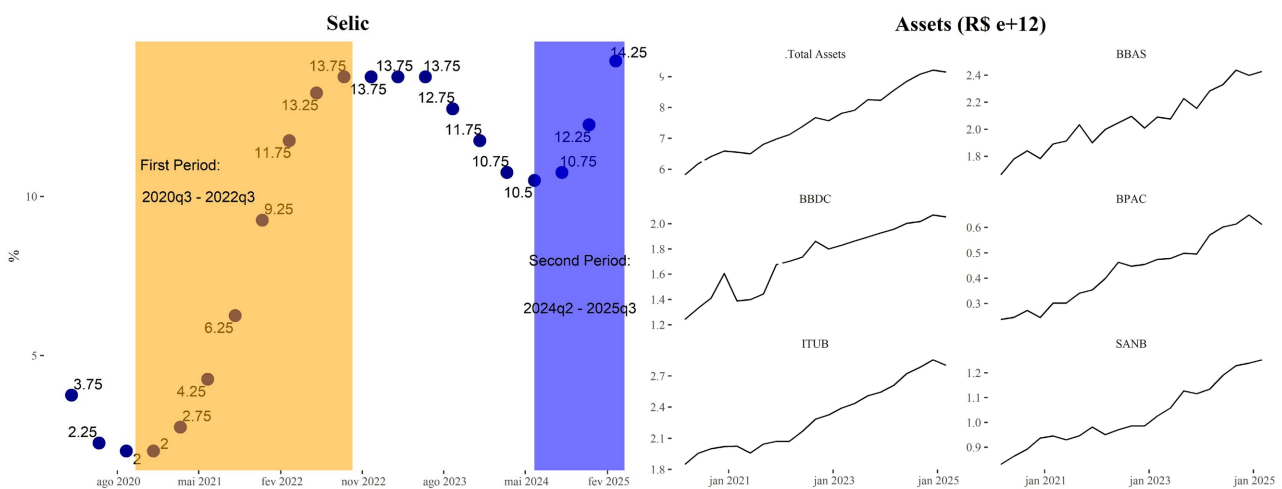 Selic
14.25
13.75
13.75
13.75
13.75
13.25
12.75
12.25
11.75
11.75
First Period:
10.75
10.75
2020q3 - 2022q3
10.5
10
9.25
%
Second Period:
2024q2 - 2025q3
6.25
5
4.25
3.75
2.75
2.25
2
2
ago 2020
mai 2021
fev 2022
nov 2022
ago 2023
mai 2024
fev 2025
Assets (R$ e+12)
.Total Assets
9
8
7
6
BBAS
2.4
2.2
2.0
1.8
BBDC
2.0
1.8
1.6
1.4
1.2
BPAC
0.6
0.5
0.4
0.3
ITUB
2.7
2.4
2.1
1.8
jan 2021
jan 2023
jan 2025
SANB
1.2
1.1
1.0
0.9
jan 2021
jan 2023
jan 2025